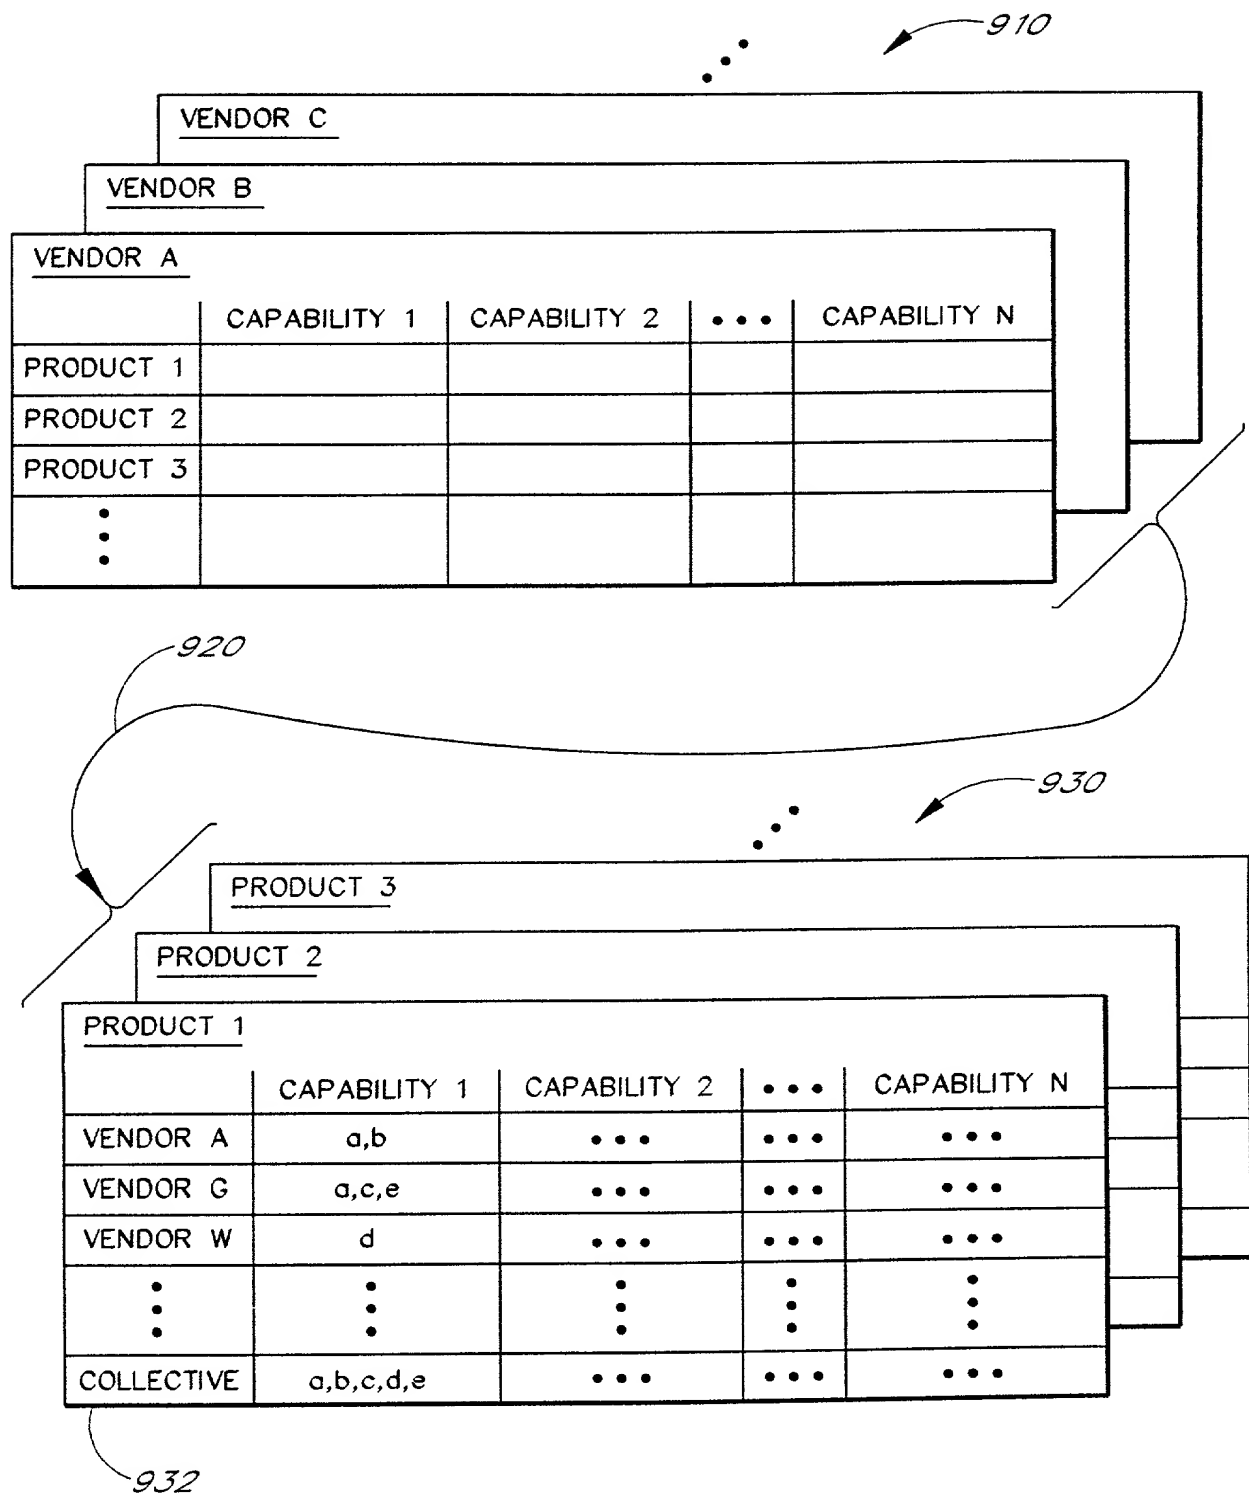 910
VENDOR C
VENDOR B
VENDOR A
CAPABILITY 1 CAPABILITY 2 ••• CAPABILITY N
PRODUCT 1
PRODUCT 2
PRODUCT 3
920
930
PRODUCT 3
PRODUCT 2
PRODUCT 1
CAPABILITY 1 CAPABILITY 2 ••• CAPABILITY N
VENDOR A a,b ••• ••• •••
VENDOR G a,c,e ••• ••• •••
VENDOR W d ••• ••• •••
COLLECTIVE a,b,c,d,e ••• ••• •••
932